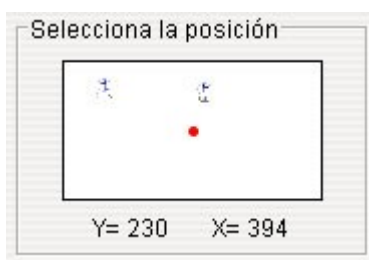 Selecciona la posición
Y= 230 X= 394